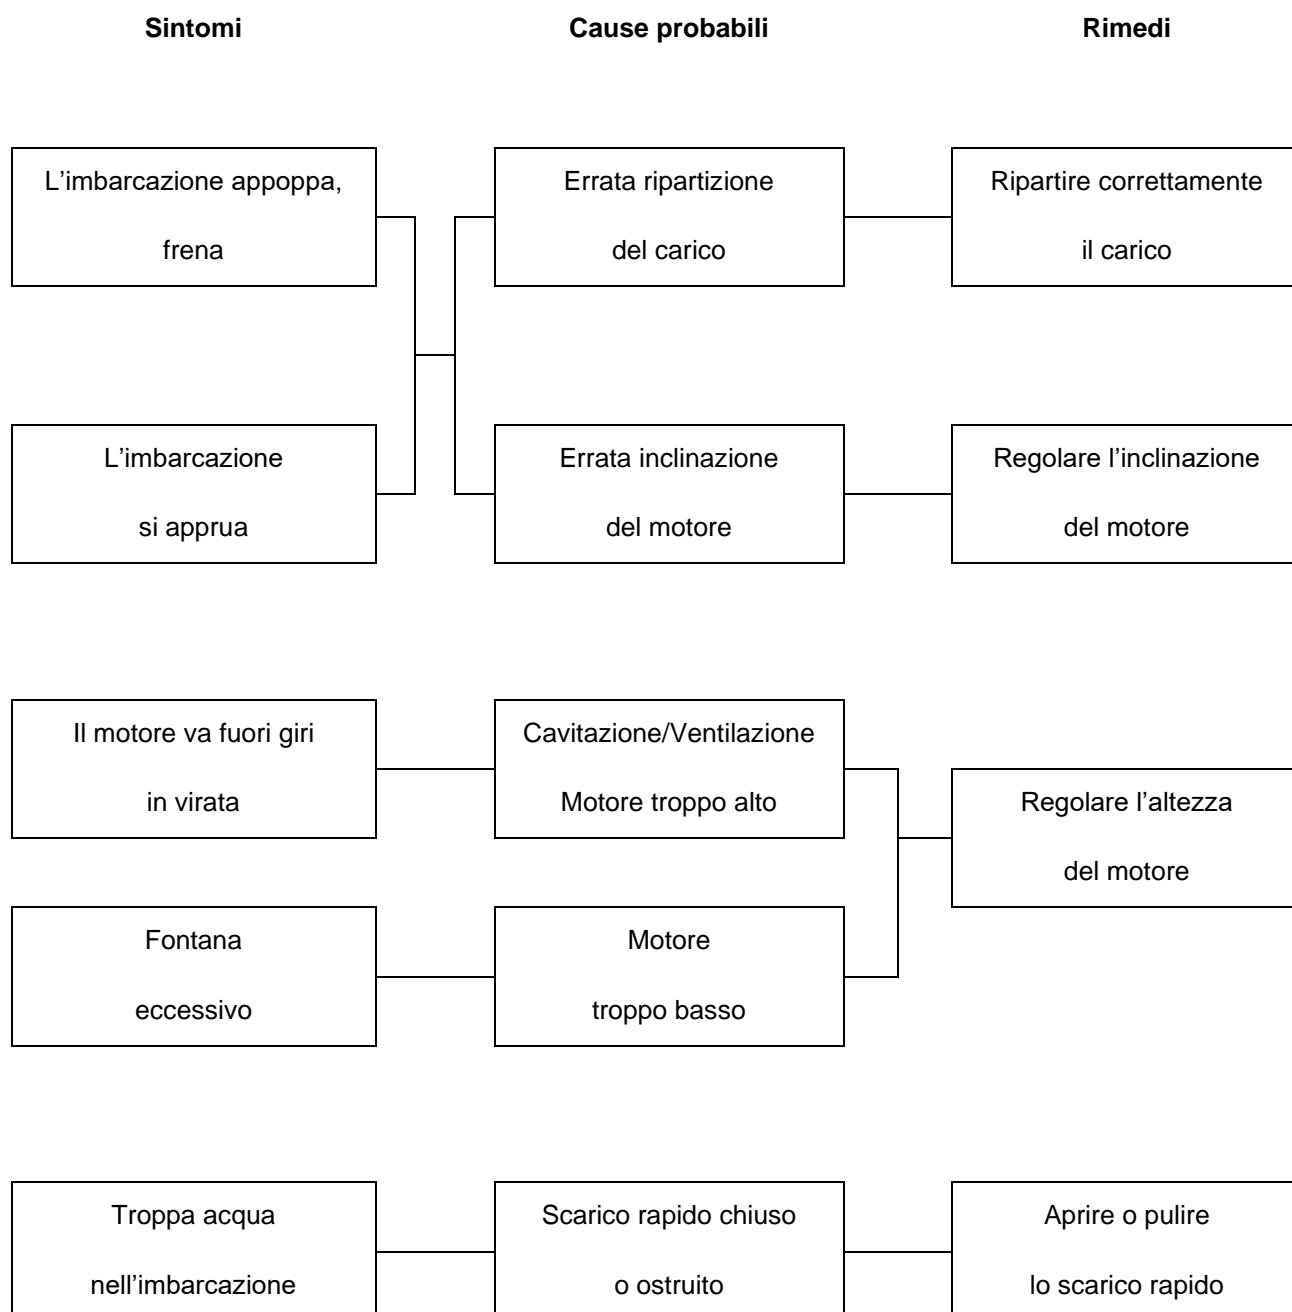 Sintomi
Cause probabili
Rimedi
L’imbarcazione appoppa,
frena
Errata ripartizione
del carico
Ripartire correttamente
il carico
L’imbarcazione
si apprua
Errata inclinazione
del motore
Regolare l’inclinazione
del motore
Il motore va fuori giri
in virata
Cavitazione/Ventilazione
Motore troppo alto
Regolare l’altezza
del motore
Fontana
eccessivo
Motore
troppo basso
Troppa acqua
nell’imbarcazione
Scarico rapido chiuso
o ostruito
Aprire o pulire
lo scarico rapido